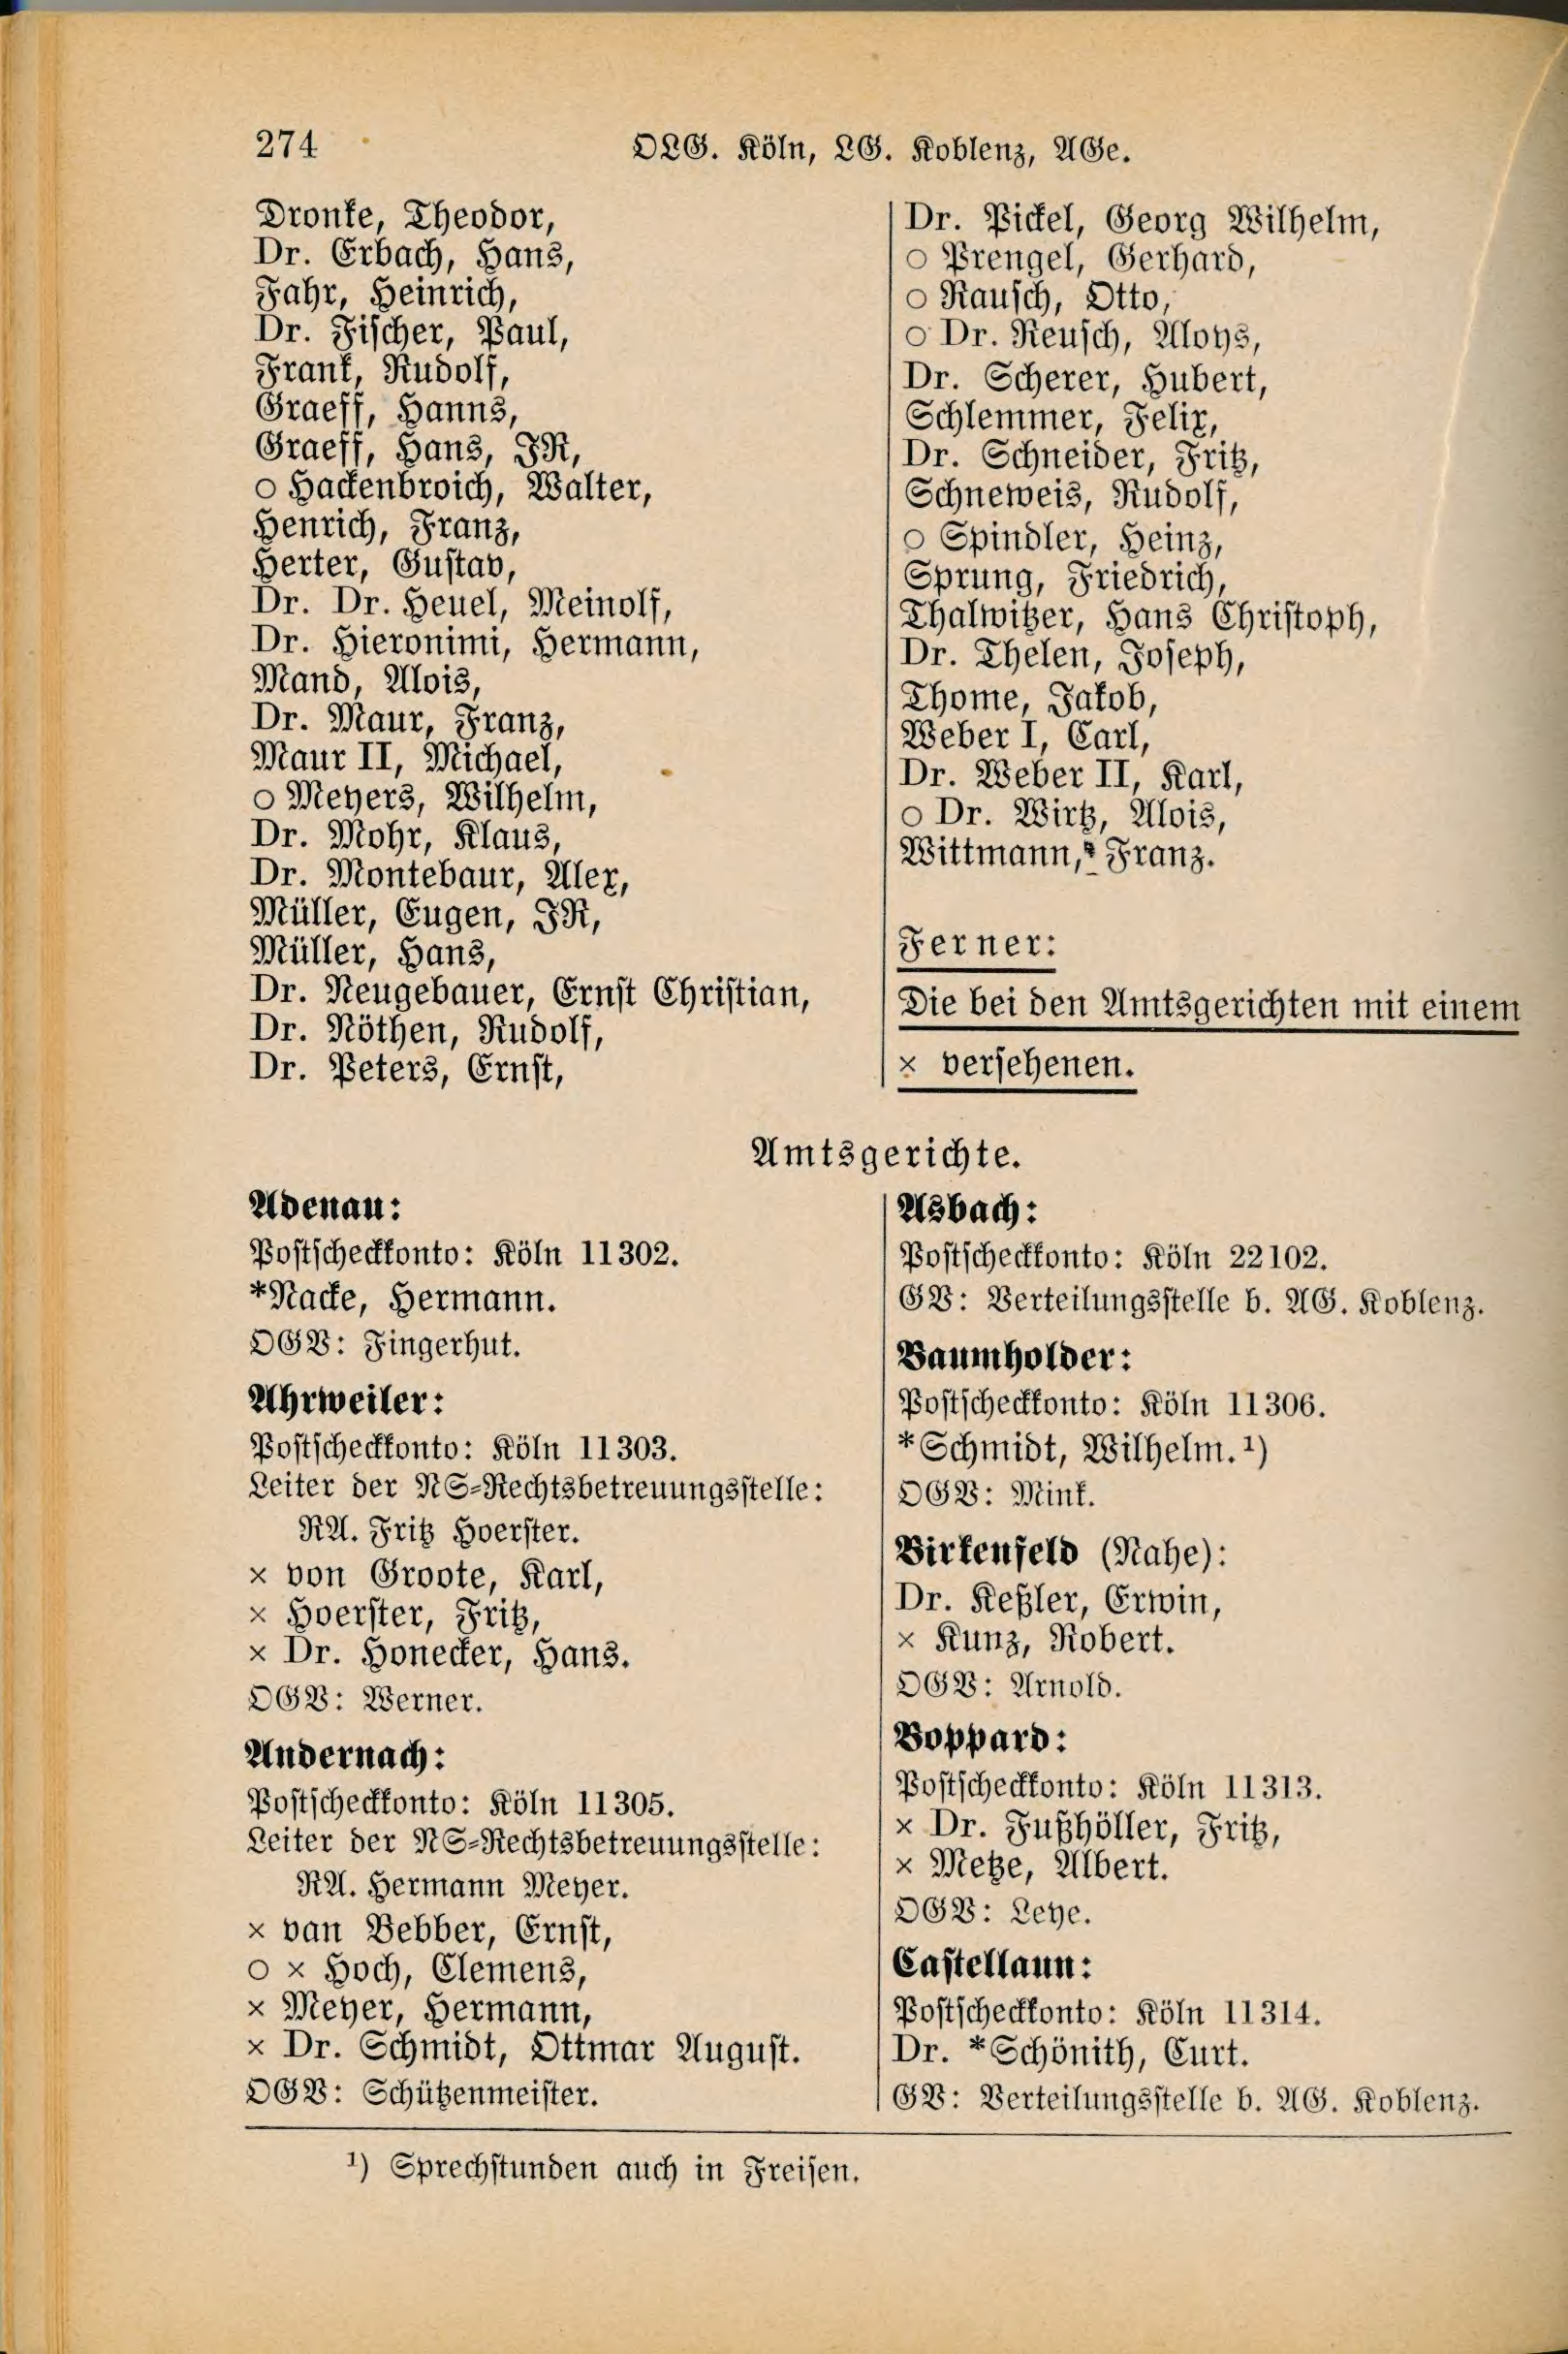 274
OLG. Köln, LG. Koblenz, AGe.
Dronke, Theodor,
Dr. Erbach, Hans,
Fahr, Heinrich,
Dr. Fischer, Paul,
Frank, Rudolf,
Graeff, Hanns,
Graeff, Hans, JR,
○ Hackenbroich, Walter,
Henrich, Franz,
Herter, Gustav,
Dr. Dr. Heuel, Meinolf,
Dr. Hieronimi, Hermann,
Mand, Alois,
Dr. Maur, Franz,
Maur II, Michael,
○ Meyers, Wilhelm,
Dr. Mohr, Klaus,
Dr. Montebaur, Alex,
Müller, Eugen, JR,
Müller, Hans,
Dr. Neugebauer, Ernst Christian,
Dr. Nöthen, Rudolf,
Dr. Peters, Ernst,
Dr. Pickel, Georg Wilhelm,
○ Prengel, Gerhard,
○ Rausch, Otto,
○ Dr. Reusch, Aloys,
Dr. Scherer, Hubert,
Schlemmer, Felix,
Dr. Schneider, Fritz,
Schneweis, Rudolf,
○ Spindler, Heinz,
Sprung, Friedrich,
Thalwitzer, Hans Christoph,
Dr. Thelen, Joseph,
Thome, Jakob,
Weber I, Carl,
Dr. Weber II, Karl,
○ Dr. Wirtz, Alois,
Wittmann, Franz.
Ferner:
Die bei den Amtsgerichten mit einem
× versehenen.
Amtsgerichte.
Adenau:
Postscheckkonto: Köln 11302.
*Nacke, Hermann.
OGV: Fingerhut.
Ahrweiler:
Postscheckkonto: Köln 11303.
Leiter der NS-Rechtsbetreuungsstelle:
RA. Fritz Hoerster.
× von Groote, Karl,
× Hoerster, Fritz,
× Dr. Honecker, Hans.
OGV: Werner.
Andernach:
Postscheckkonto: Köln 11305.
Leiter der NS-Rechtsbetreuungsstelle:
RA. Hermann Meyer.
× van Bebber, Ernst,
○ × Hoch, Clemens,
× Meyer, Hermann,
× Dr. Schmidt, Ottmar August.
OGV: Schützenmeister.
Asbach:
Postscheckkonto: Köln 22102.
GV: Verteilungsstelle b. AG. Koblenz.
Baumholder:
Postscheckkonto: Köln 11306.
* Schmidt, Wilhelm. ¹)
OGV: Mink.
Birkenfeld (Nahe):
Dr. Keßler, Erwin,
× Kunz, Robert.
OGV: Arnold.
Boppard:
Postscheckkonto: Köln 11313.
× Dr. Fußhöller, Fritz,
× Metze, Albert.
OGV: Leye.
Castellaun:
Postscheckkonto: Köln 11314.
Dr. *Schönith, Curt.
GV: Verteilungsstelle b. AG. Koblenz.
¹) Sprechstunden auch in Freisen.